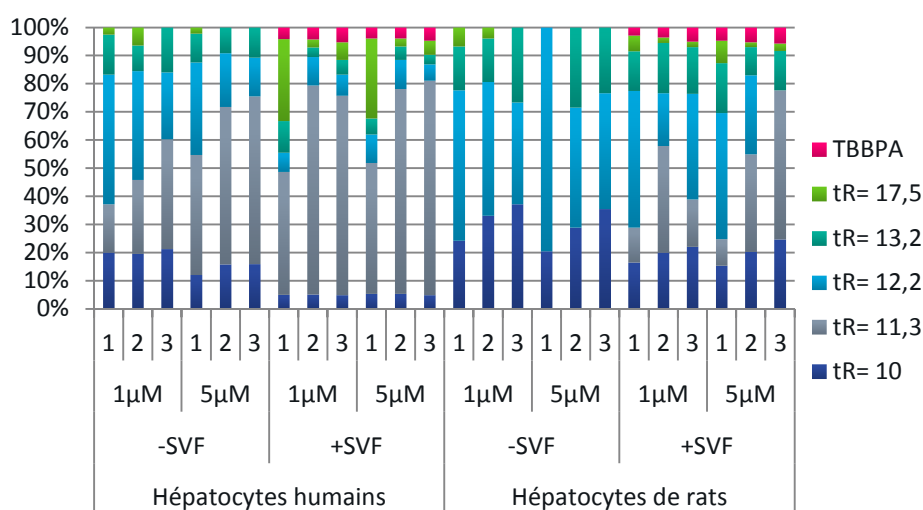 100%
90%
80%
70%
60%
50%
40%
30%
20%
10%
0%
1 2 3 1 2 3 1 2 3 1 2 3 1 2 3 1 2 3 1 2 3 1 2 3
1µM 5µM 1µM 5µM 1µM 5µM 1µM 5µM
-SVF +SVF -SVF +SVF
Hépatocytes humains Hépatocytes de rats
TBBPA
tR= 17,5
tR= 13,2
tR= 12,2
tR= 11,3
tR= 10